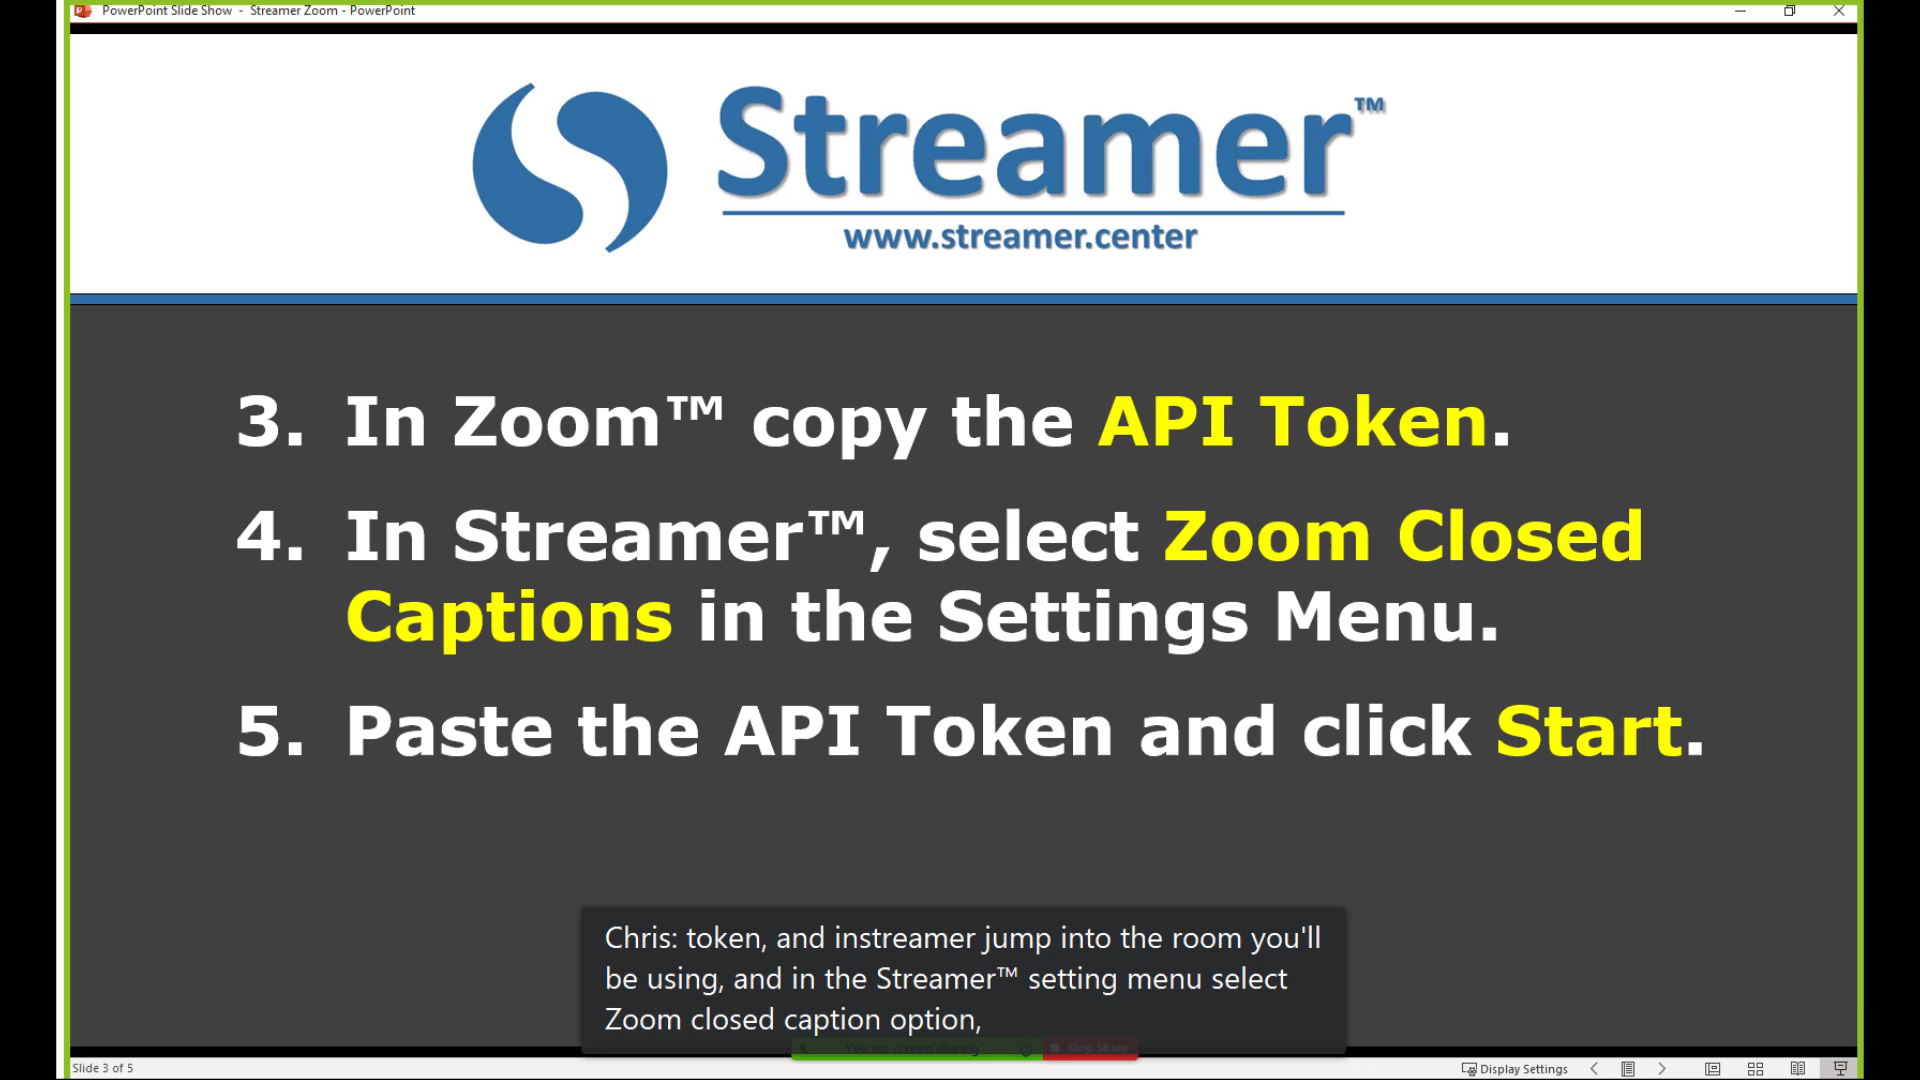 PowerPoint Slide Show - Streamer Zoom - PowerPoint
Streamer™
www.streamer.center
3. In Zoom™ copy the API Token.
4. In Streamer™, select Zoom Closed
Captions in the Settings Menu.
5. Paste the API Token and click Start.
Chris: token, and instreamer jump into the room you'll
be using, and in the Streamer™ setting menu select
Zoom closed caption option,
You are screen sharing Stop Share
Slide 3 of 5 Display Settings